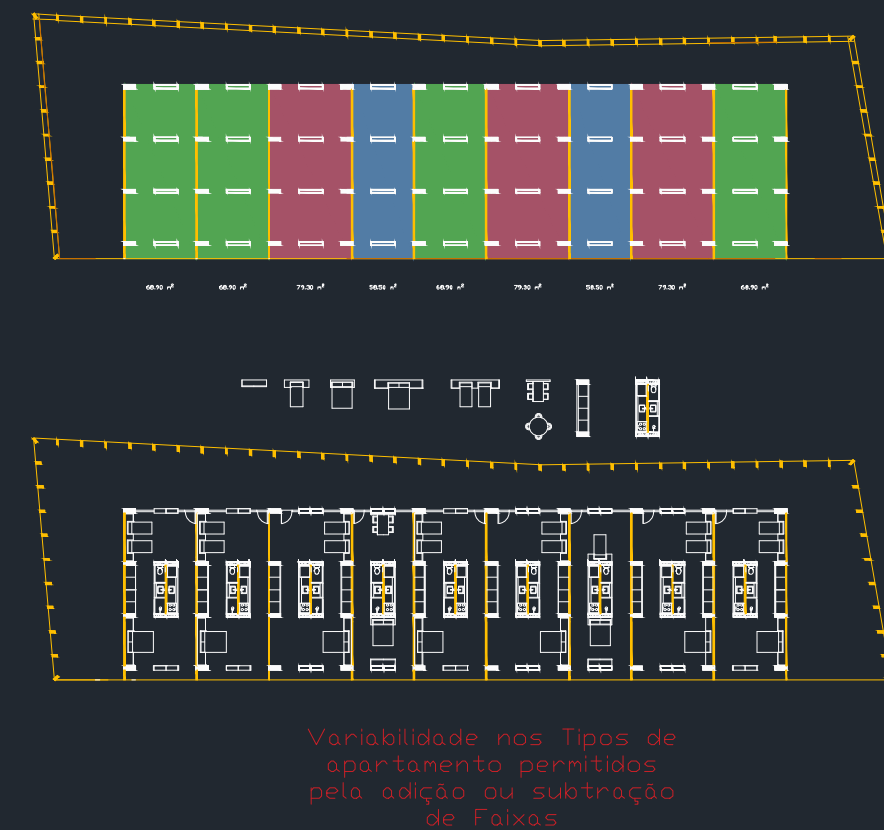 68.90 m² 68.90 m² 79.30 m² 58.50 m² 68.90 m² 79.30 m² 58.50 m² 79.30 m² 68.90 m²
Variabilidade nos Tipos de
apartamento permitidos
pela adição ou subtração
de Faixas